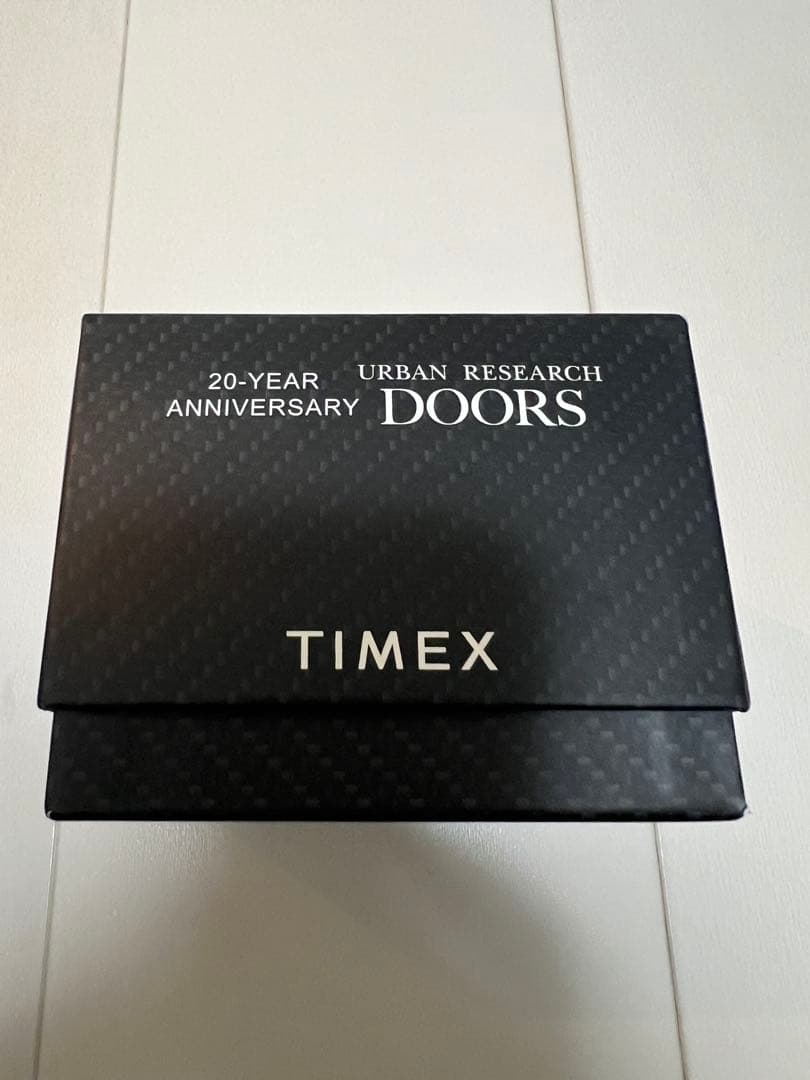 20-YEAR
ANNIVERSARY
URBAN RESEARCH
DOORS
TIMEX